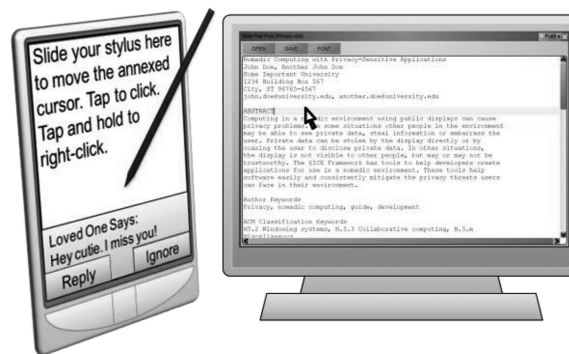 Slide your stylus here
to move the annexed
cursor. Tap to click.
Tap and hold to
right-click.
Loved One Says:
Hey cutie. I miss you!
Reply
Ignore
OPEN
SAVE
FONT
Nomadic Computing with Privacy-Sensitive Applications
John Doe, Another John Doe
Some Important University
1234 Building Box 567
City, ST 98765-4567
john.doe@university.edu, another.doe@university.edu
ABSTRACT
Computing in a nomadic environment using public displays can cause
privacy problems. In some situations other people in the environment
may be able to see private data, steal information or embarrass the
user. Private data can be stolen by the display directly or by
coaxing the user to disclose private data. In other situations,
the display is not visible to other people, but may or may not be
trustworthy. The XICE framework has tools to help developers create
applications for use in a nomadic environment. These tools help
software easily and consistently mitigate the privacy threats users
can face in their environment.
Author Keywords
Privacy, nomadic computing, guide, development
ACM Classification Keywords
H5.2 Windowing systems, H.5.3 Collaborative computing, H.5.m
Miscellaneous